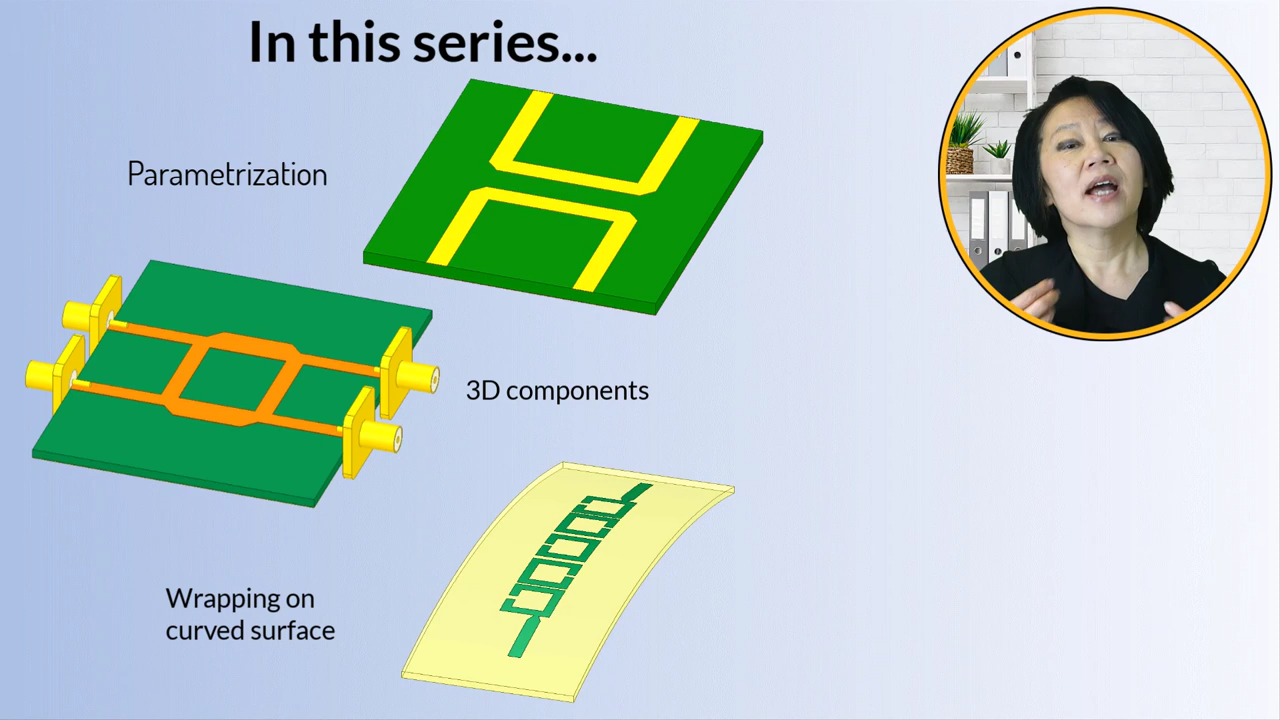 In this series...
Parametrization
3D components
Wrapping on
curved surface